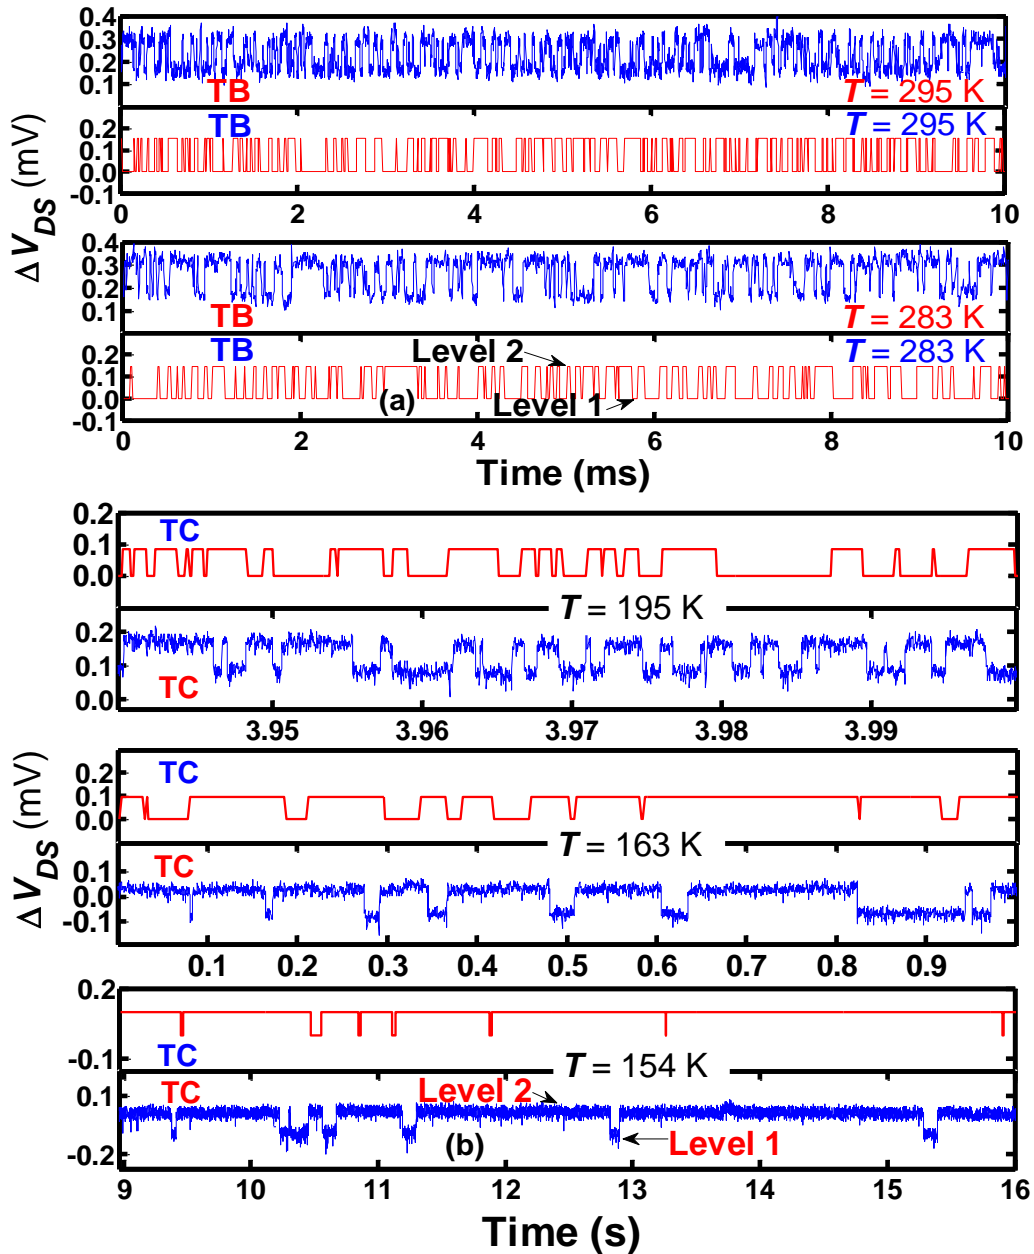 0.4
0.3
0.2
0.1
TB
T = 295 K
TB
T = 295 K
0.2
0.1
0.0
-0.1
0 2 4 6 8 10
ΔV_DS (mV)
0.4
0.3
0.2
0.1
TB
T = 283 K
TB
Level 2
T = 283 K
0.2
0.1
0.0
-0.1
(a)
Level 1
0 2 4 6 8 10
Time (ms)
0.2
0.1
0.0
TC
T = 195 K
0.2
0.1
0.0
TC
3.95 3.96 3.97 3.98 3.99
ΔV_DS (mV)
0.2
0.1
0.0
TC
T = 163 K
0.1
0.0
-0.1
TC
0.1 0.2 0.3 0.4 0.5 0.6 0.7 0.8 0.9
0.2
-0.1
TC
T = 154 K
0.1
-0.2
TC
Level 2
(b)
Level 1
9 10 11 12 13 14 15 16
Time (s)